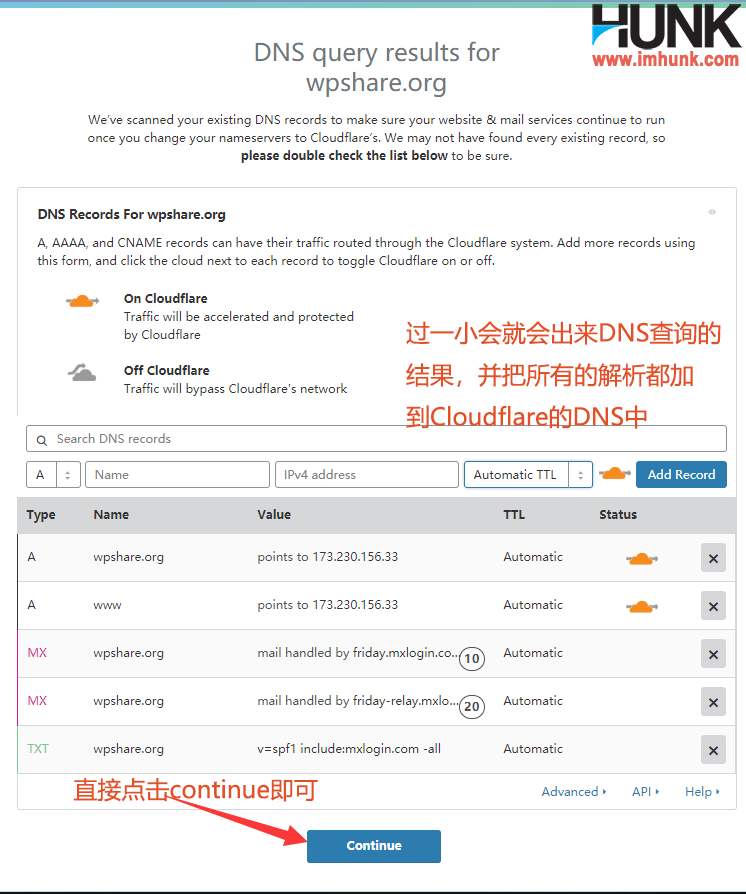 HUNK
www.imhunk.com
DNS query results for
wpshare.org
We've scanned your existing DNS records to make sure your website & mail services continue to run
once you change your nameservers to Cloudflare's. We may not have found every existing record, so
please double check the list below to be sure.
DNS Records For wpshare.org
A, AAAA, and CNAME records can have their traffic routed through the Cloudflare system. Add more records using
this form, and click the cloud next to each record to toggle Cloudflare on or off.
On Cloudflare
Traffic will be accelerated and protected
by Cloudflare
Off Cloudflare
Traffic will bypass Cloudflare's network
过一小会就会出来DNS查询的
结果，并把所有的解析都加
到Cloudflare的DNS中
Search DNS records
A Name IPv4 address Automatic TTL Add Record
Type Name Value TTL Status
A wpshare.org points to 173.230.156.33 Automatic
A www points to 173.230.156.33 Automatic
MX wpshare.org mail handled by friday.mxlogin.co... 10 Automatic
MX wpshare.org mail handled by friday-relay.mxlo... 20 Automatic
TXT wpshare.org v=spf1 include:mxlogin.com -all Automatic
直接点击continue即可
Advanced API Help
Continue